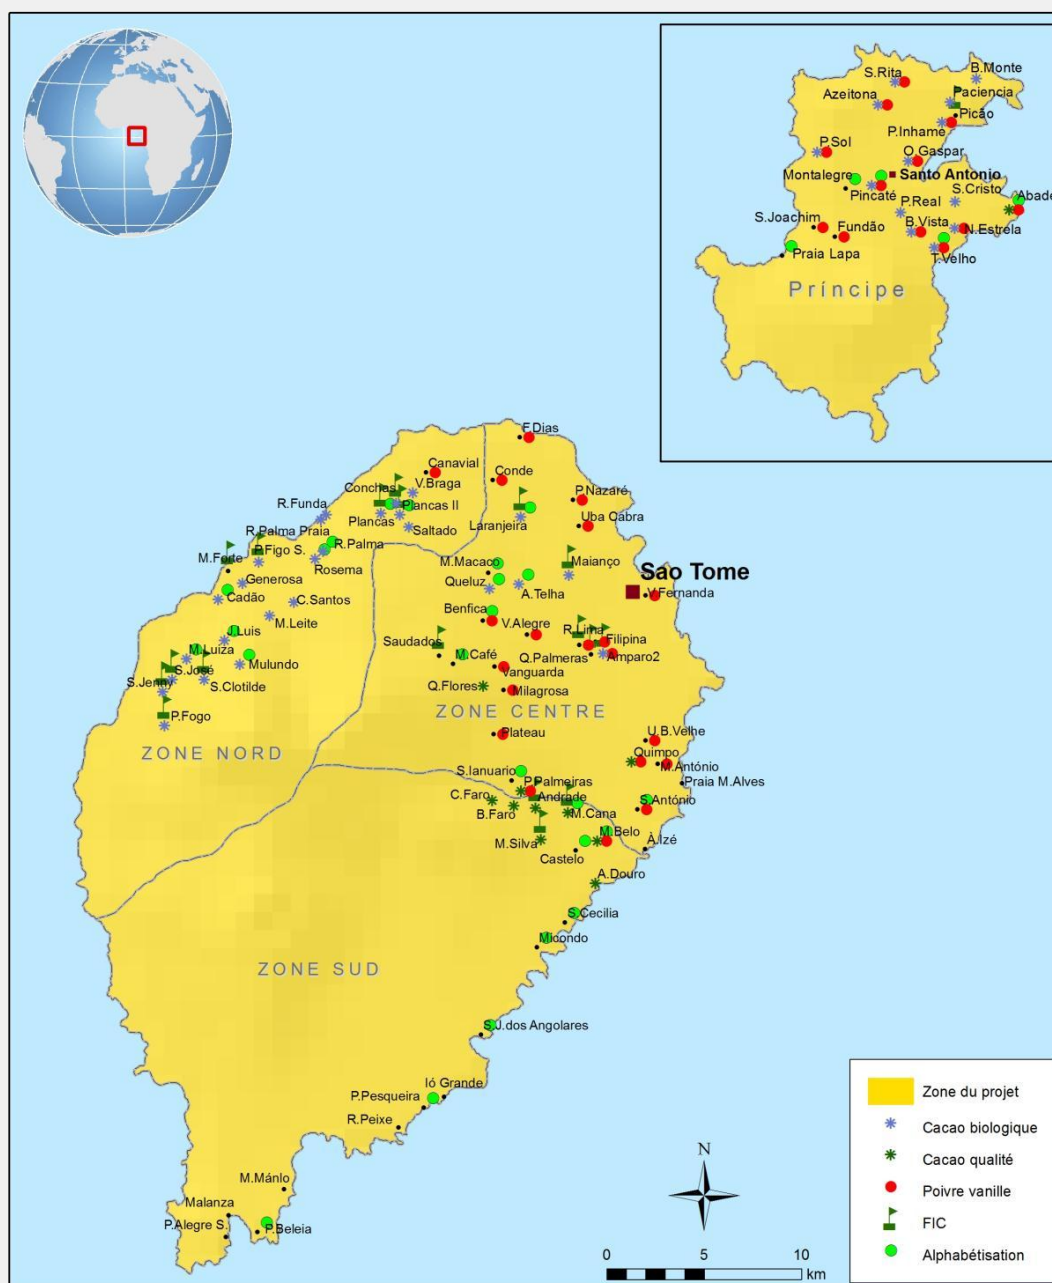 S.Rita
B.Monte
Azeitona
Paciencia
Picão
P.Inhame
P.Sol
O.Gaspar
Montalegre
Santo Antonio
Pincaté
S.Cristo
Abade
P.Real
S.Joachim
Fundão
B.Vista
N.Estrela
Praia Lapa
T.Velho
Príncipe
F.Dias
Canavial
Conde
V.Braga
Conchas
P.Nazaré
R.Funda
Plancas II
Plancas
Uba Cabra
Laranjeira
Saltado
R.Palma Praia
R.Palma
P.Figo S.
M.Forte
Rosema
M.Macaco
Maianço
Sao Tome
Generosa
Queluz
A.Telha
V.Fernanda
Cadão
C.Santos
Benfica
M.Leite
V.Alegre
R.Lima
Filipina
J.Luis
Saudados
M.Luiza
M.Café
Q.Palmeras
Amparo2
Mulundo
S.José
Vanguarda
S.Jenny
S.Clotilde
Q.Flores
Milagrosa
P.Fogo
ZONE CENTRE
ZONE NORD
Plateau
U.B.Velhe
Quimpo
M.António
S.Ianuario
P.Palmeiras
Praia M.Alves
C.Faro
Andrade
S.António
B.Faro
M.Cana
M.Silva
M.Belo
À.Izé
Castelo
A.Douro
S.Cecilia
Micondo
ZONE SUD
S.J.dos Angolares
Ió Grande
P.Pesqueira
R.Peixe
M.Mánlo
Malanza
P.Alegre S.
P.Beleia
N
0 5 10
km
Zone du projet
Cacao biologique
Cacao qualité
Poivre vanille
FIC
Alphabétisation